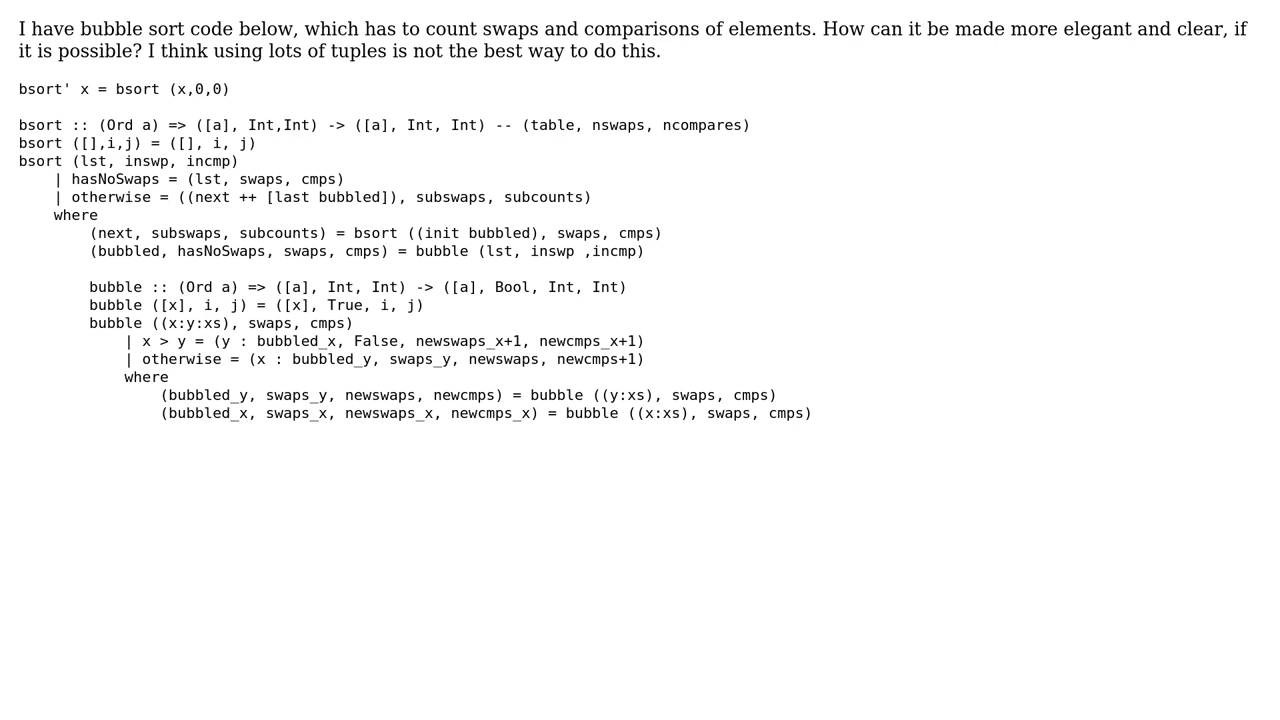 I have bubble sort code below, which has to count swaps and comparisons of elements. How can it be made more elegant and clear, if
it is possible? I think using lots of tuples is not the best way to do this.
bsort' x = bsort (x,0,0)
bsort :: (Ord a) => ([a], Int,Int) -> ([a], Int, Int) -- (table, nswaps, ncompares)
bsort ([],i,j) = ([], i, j)
bsort (lst, inswp, incmp)
    | hasNoSwaps = (lst, swaps, cmps)
    | otherwise = ((next ++ [last bubbled]), subswaps, subcounts)
    where
        (next, subswaps, subcounts) = bsort ((init bubbled), swaps, cmps)
        (bubbled, hasNoSwaps, swaps, cmps) = bubble (lst, inswp ,incmp)
        bubble :: (Ord a) => ([a], Int, Int) -> ([a], Bool, Int, Int)
        bubble ([x], i, j) = ([x], True, i, j)
        bubble ((x:y:xs), swaps, cmps)
            | x > y = (y : bubbled_x, False, newswaps_x+1, newcmps_x+1)
            | otherwise = (x : bubbled_y, swaps_y, newswaps, newcmps+1)
            where
                (bubbled_y, swaps_y, newswaps, newcmps) = bubble ((y:xs), swaps, cmps)
                (bubbled_x, swaps_x, newswaps_x, newcmps_x) = bubble ((x:xs), swaps, cmps)